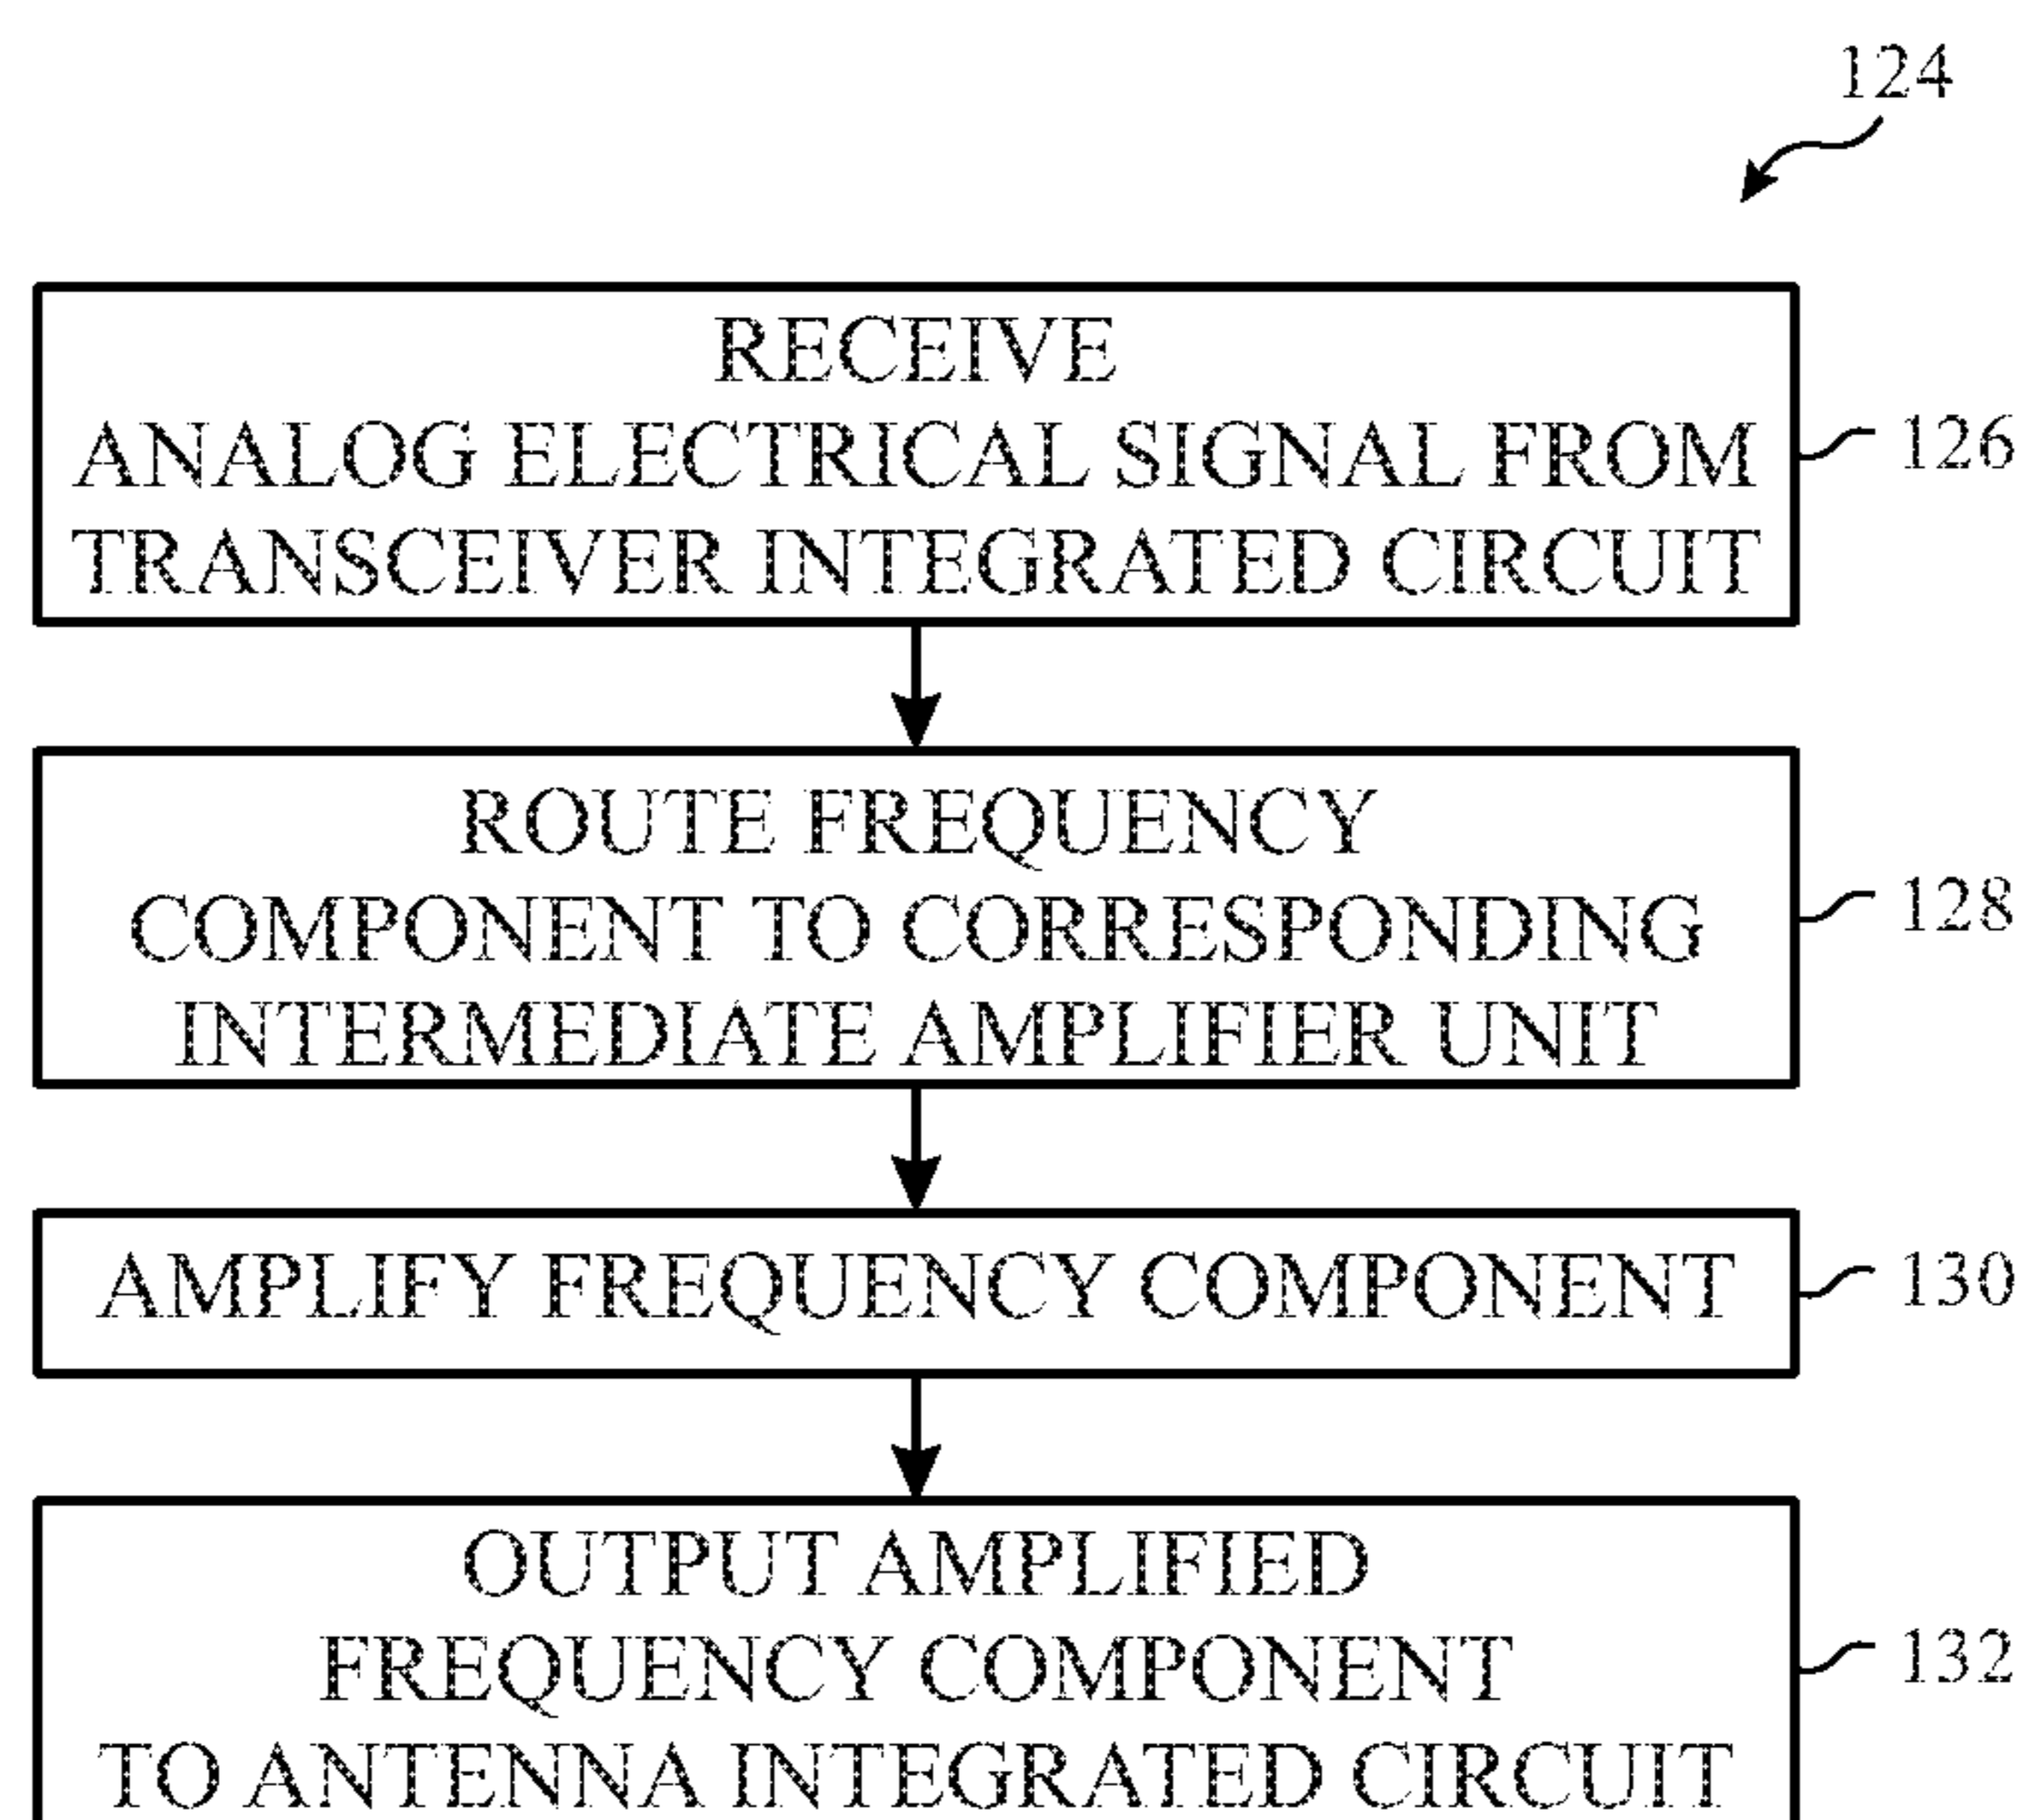 124
RECEIVE
ANALOG ELECTRICAL SIGNAL FROM
TRANSCEIVER INTEGRATED CIRCUIT
126
ROUTE FREQUENCY
COMPONENT TO CORRESPONDING
INTERMEDIATE AMPLIFIER UNIT
128
AMPLIFY FREQUENCY COMPONENT
130
OUTPUT AMPLIFIED
FREQUENCY COMPONENT
TO ANTENNA INTEGRATED CIRCUIT
132